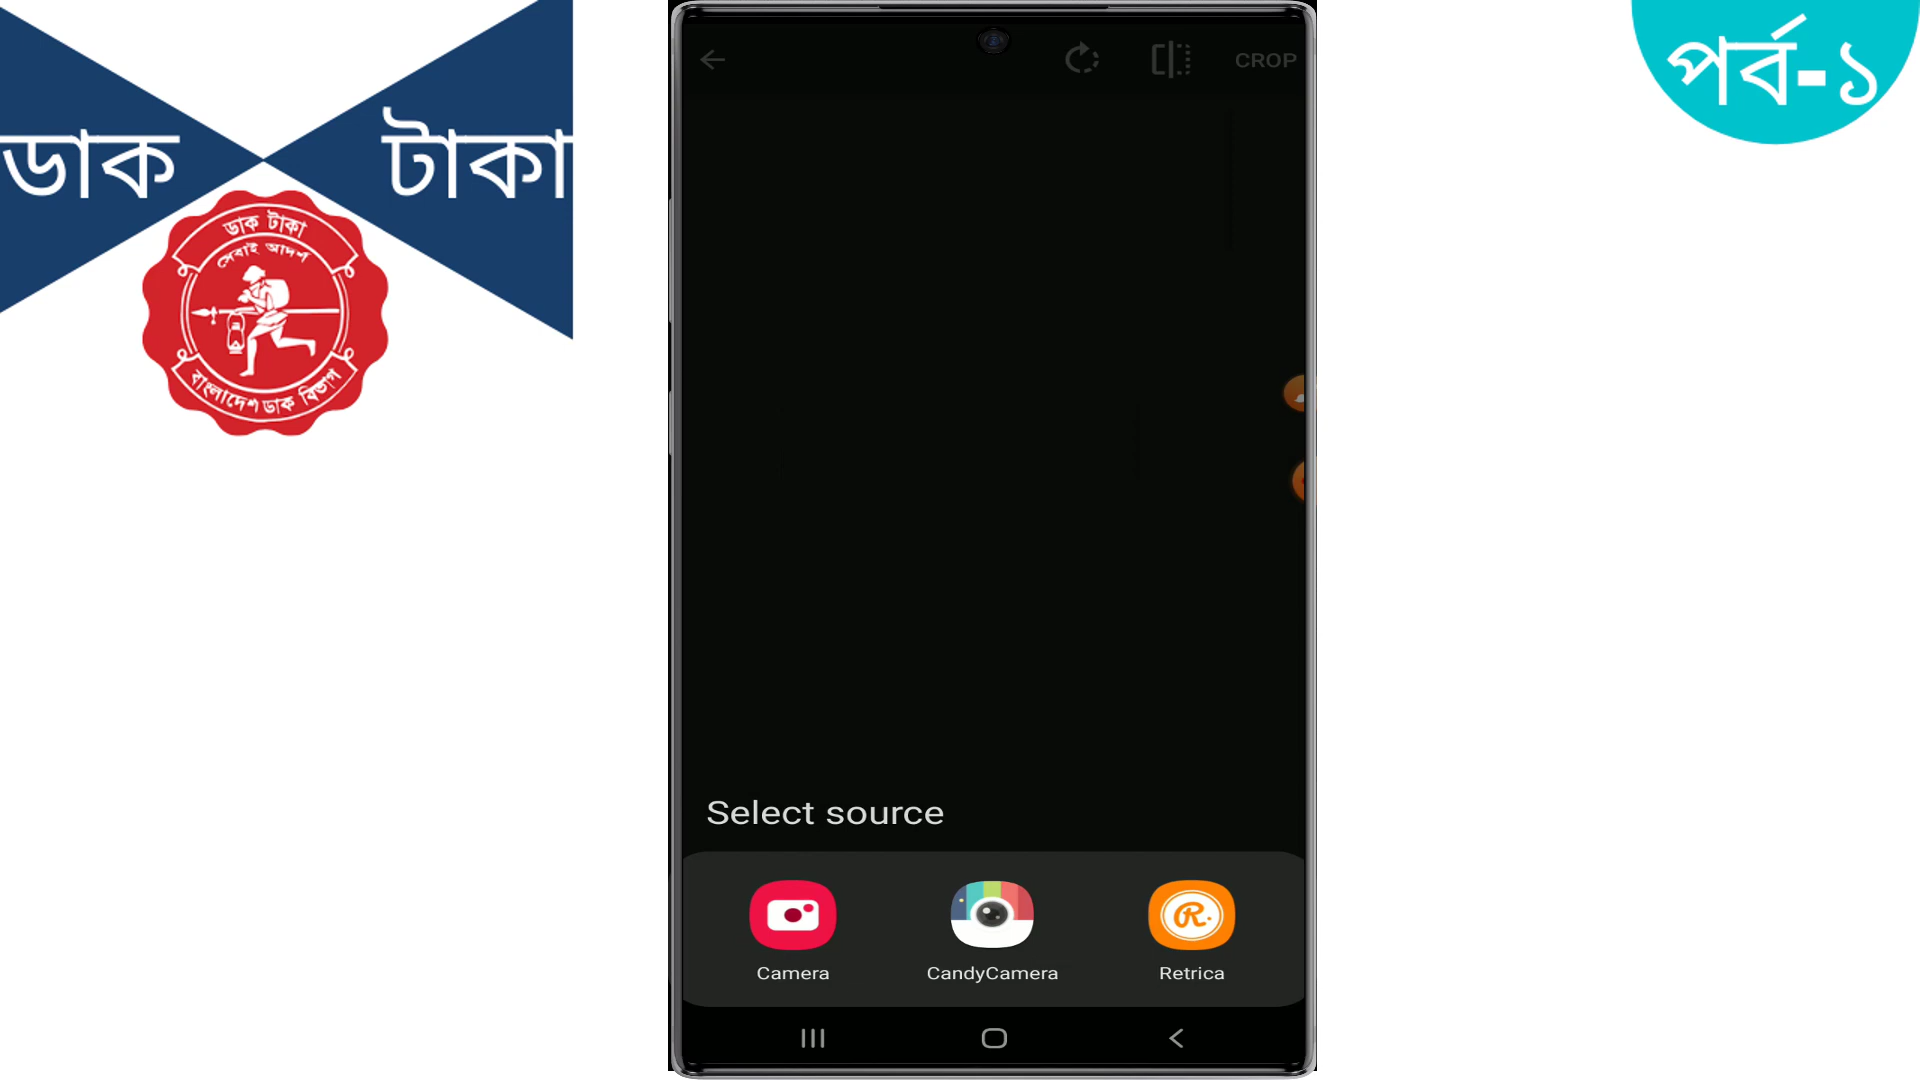 ডাক টাকা
ডাক টাকা
সেবাই আদর্শ
বাংলাদেশ ডাক বিভাগ
পর্ব-১
CROP
Select source
Camera
CandyCamera
Retrica